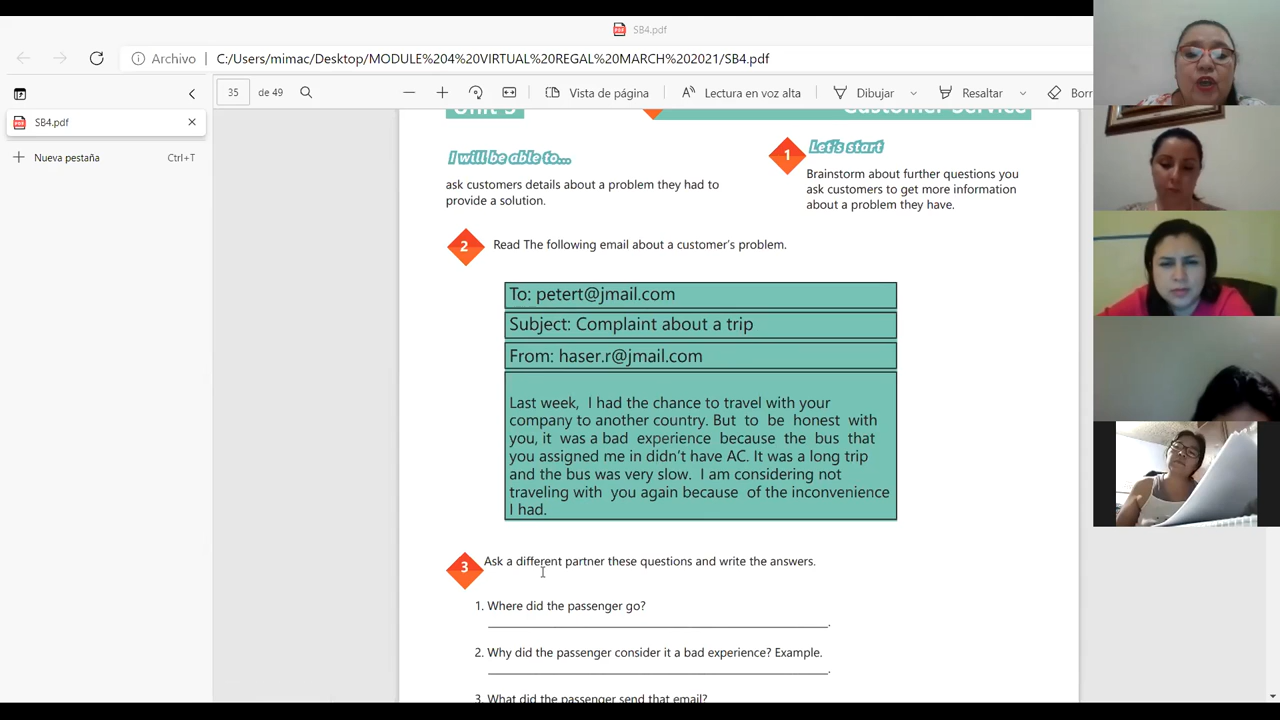 SB4.pdf
Archivo
C:/Users/mimac/Desktop/MODULE%204%20VIRTUAL%20REGAL%20MARCH%202021/SB4.pdf
35 de 49
Vista de página
Lectura en voz alta
Dibujar
Resaltar
Borr
SB4.pdf
Nueva pestaña Ctrl+T
Unit 5
Customer Service
I will be able to...
ask customers details about a problem they had to
provide a solution.
1 Let's start
Brainstorm about further questions you
ask customers to get more information
about a problem they have.
2 Read The following email about a customer's problem.
To: petert@jmail.com
Subject: Complaint about a trip
From: haser.r@jmail.com
Last week, I had the chance to travel with your
company to another country. But to be honest with
you, it was a bad experience because the bus that
you assigned me in didn't have AC. It was a long trip
and the bus was very slow. I am considering not
traveling with you again because of the inconvenience
I had.
3 Ask a different partner these questions and write the answers.
1. Where did the passenger go?
2. Why did the passenger consider it a bad experience? Example.
3. What did the passenger send that email?